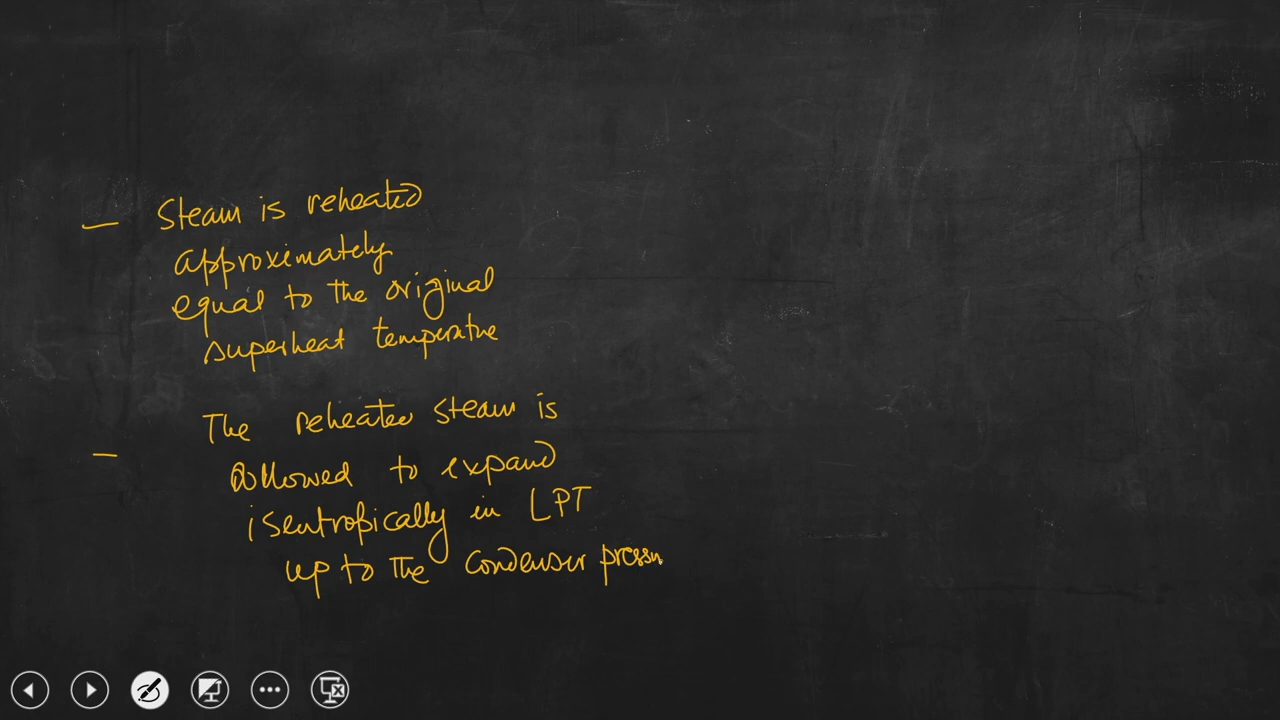 — Steam is reheated
approximately
equal to the original
superheat temperature
— The reheated steam is
allowed to expand
isentropically in LPT
up to the condenser pressu